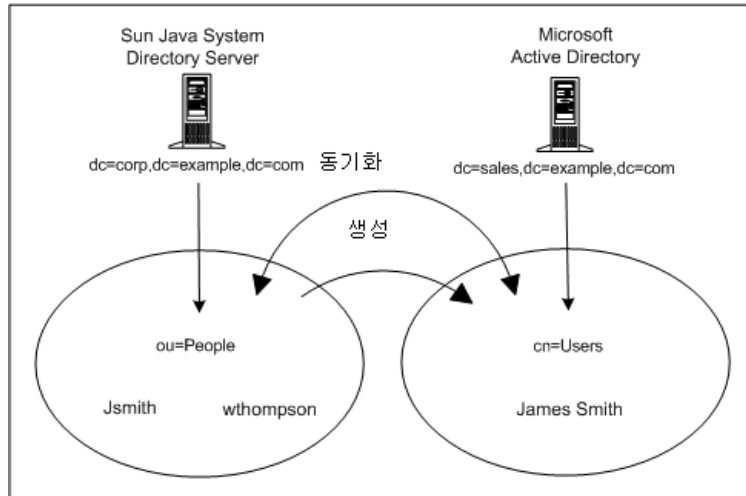 Sun Java System
Directory Server
Microsoft
Active Directory
dc=corp,dc=example,dc=com
동기화
dc=sales,dc=example,dc=com
생성
ou=People
cn=Users
Jsmith
wthompson
James Smith